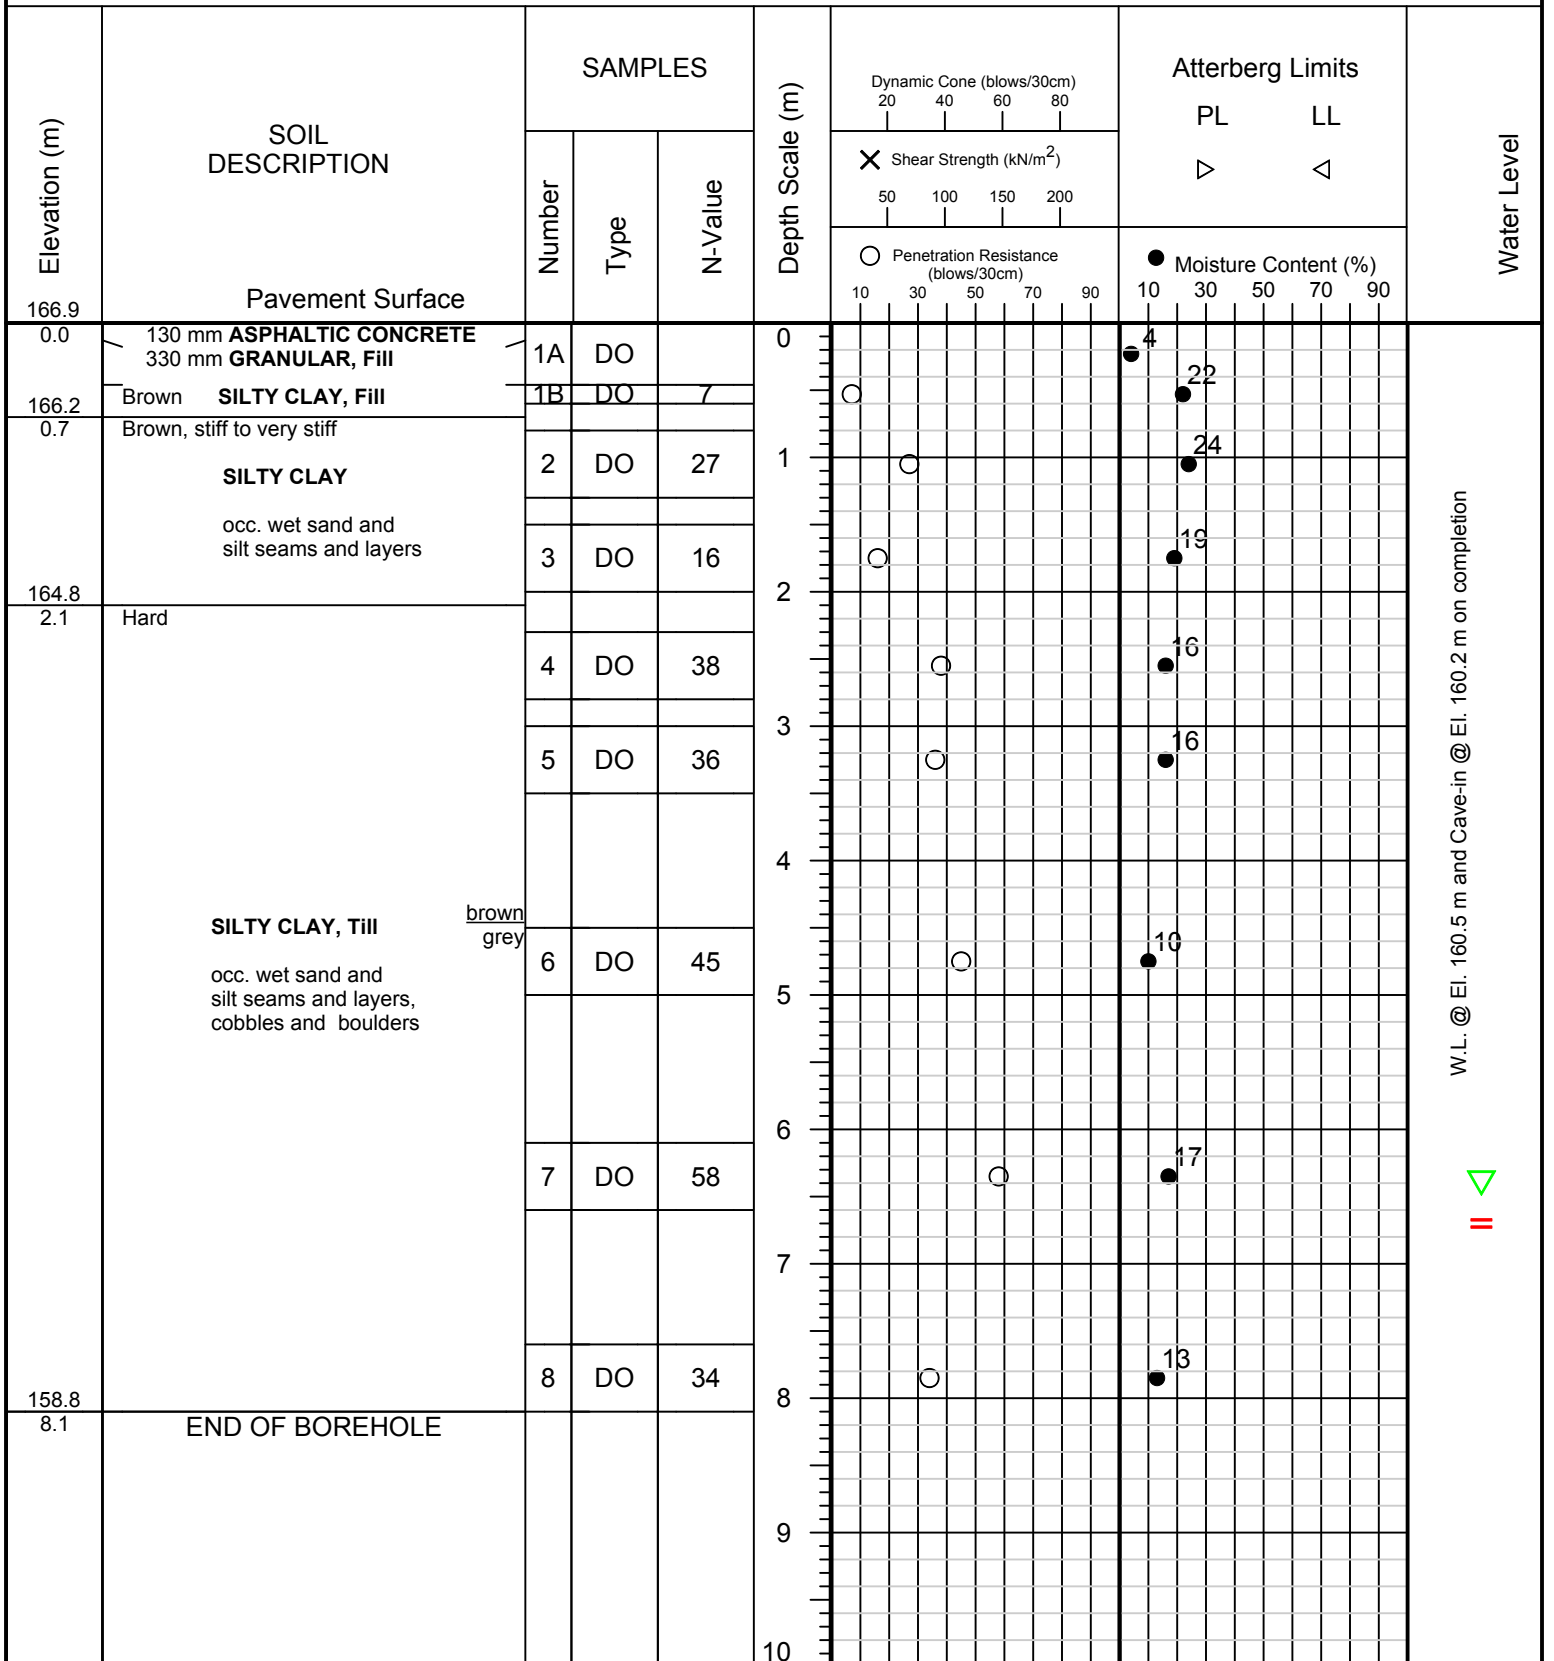 Elevation (m)
SOIL
DESCRIPTION
Pavement Surface
166.9
SAMPLES
Number
Type
N-Value
Depth Scale (m)
Dynamic Cone (blows/30cm)
20 40 60 80
Shear Strength (kN/m2)
50 100 150 200
Penetration Resistance
(blows/30cm)
10 30 50 70 90
Atterberg Limits
PL LL
Moisture Content (%)
10 30 50 70 90
Water Level
0.0 130 mm ASPHALTIC CONCRETE
330 mm GRANULAR, Fill
1A DO
0
4
166.2 Brown SILTY CLAY, Fill 1B DO 7
22
0.7 Brown, stiff to very stiff
SILTY CLAY
2 DO 27
1
24
occ. wet sand and
silt seams and layers
3 DO 16
19
164.8
2
2.1 Hard
4 DO 38
16
3
5 DO 36
16
4
brown
grey
SILTY CLAY, Till
6 DO 45
10
occ. wet sand and
silt seams and layers,
cobbles and boulders
5
W.L. @ El. 160.5 m and Cave-in @ El. 160.2 m on completion
6
7 DO 58
17
7
8 DO 34
13
158.8
8
8.1 END OF BOREHOLE
9
10